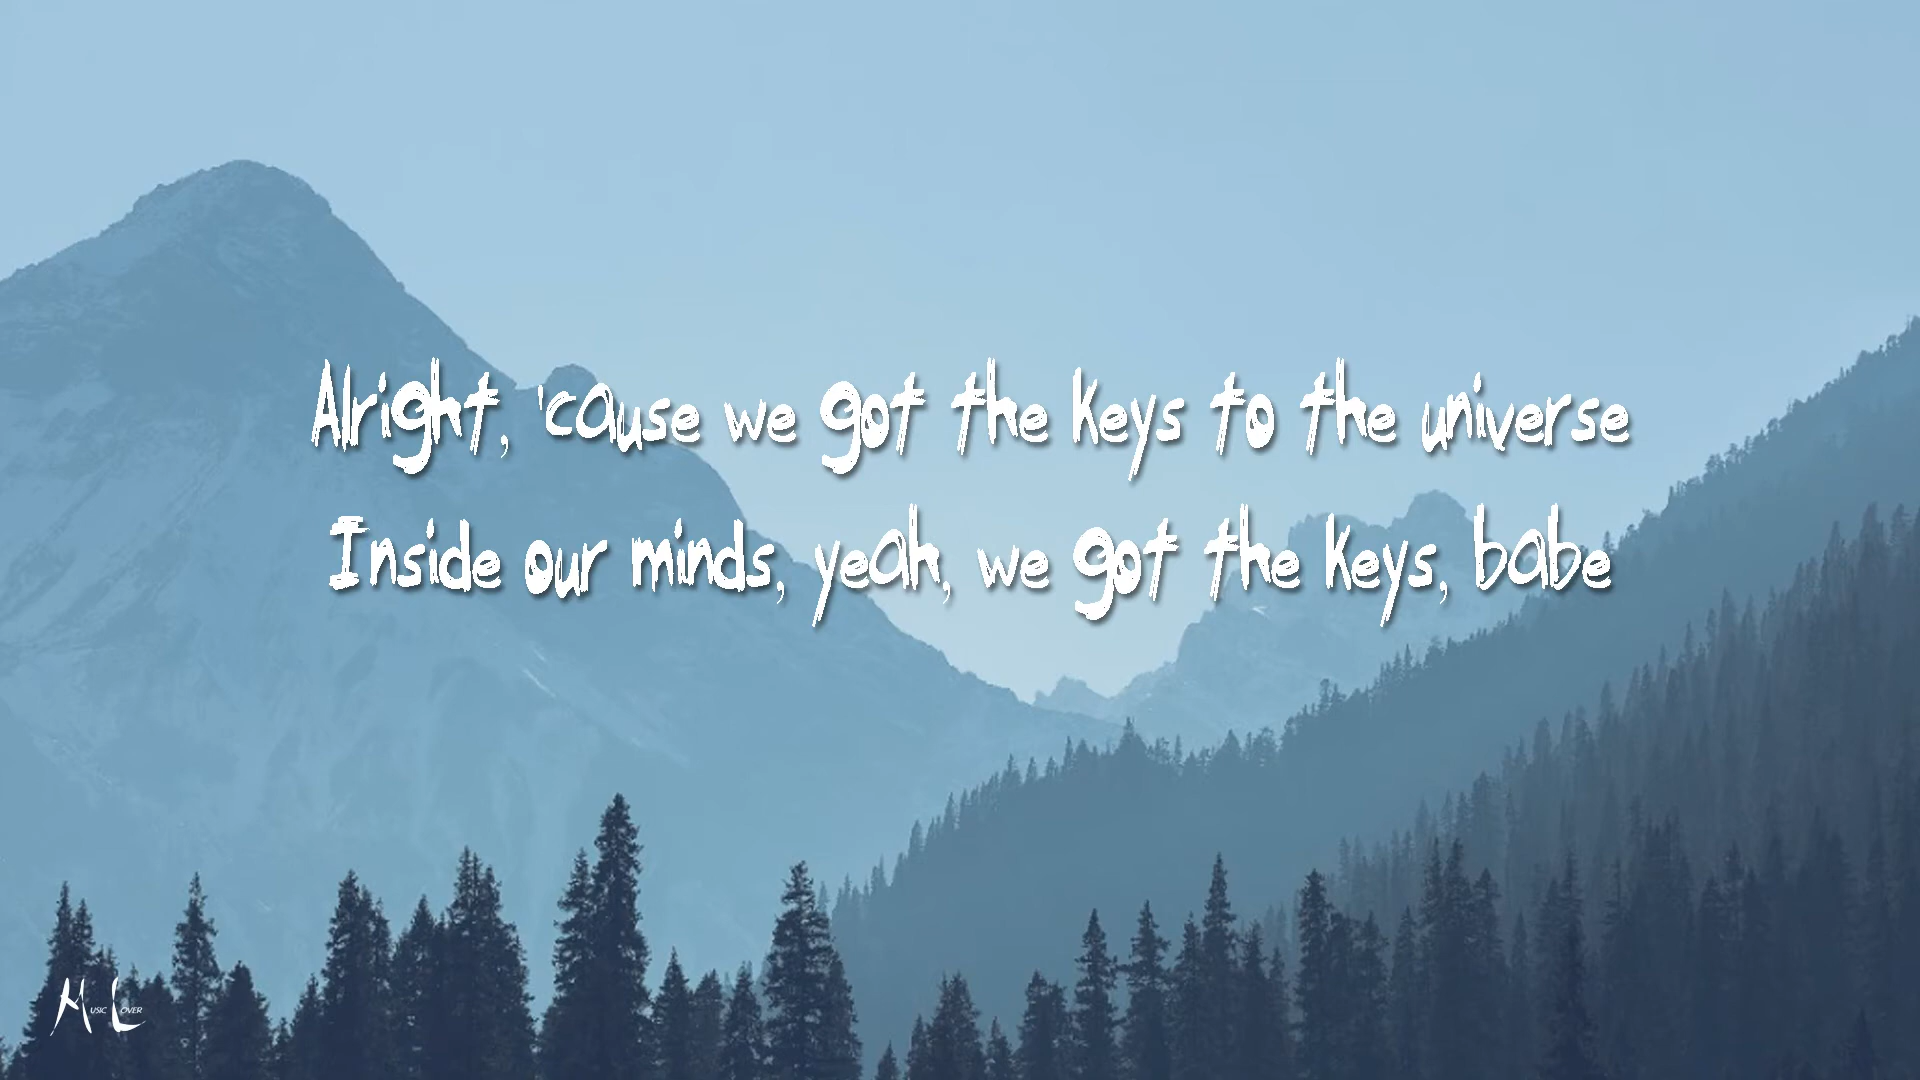 Alright, 'cause we got the keys to the universe
Inside our minds, yeah, we got the keys, babe
Music Lover